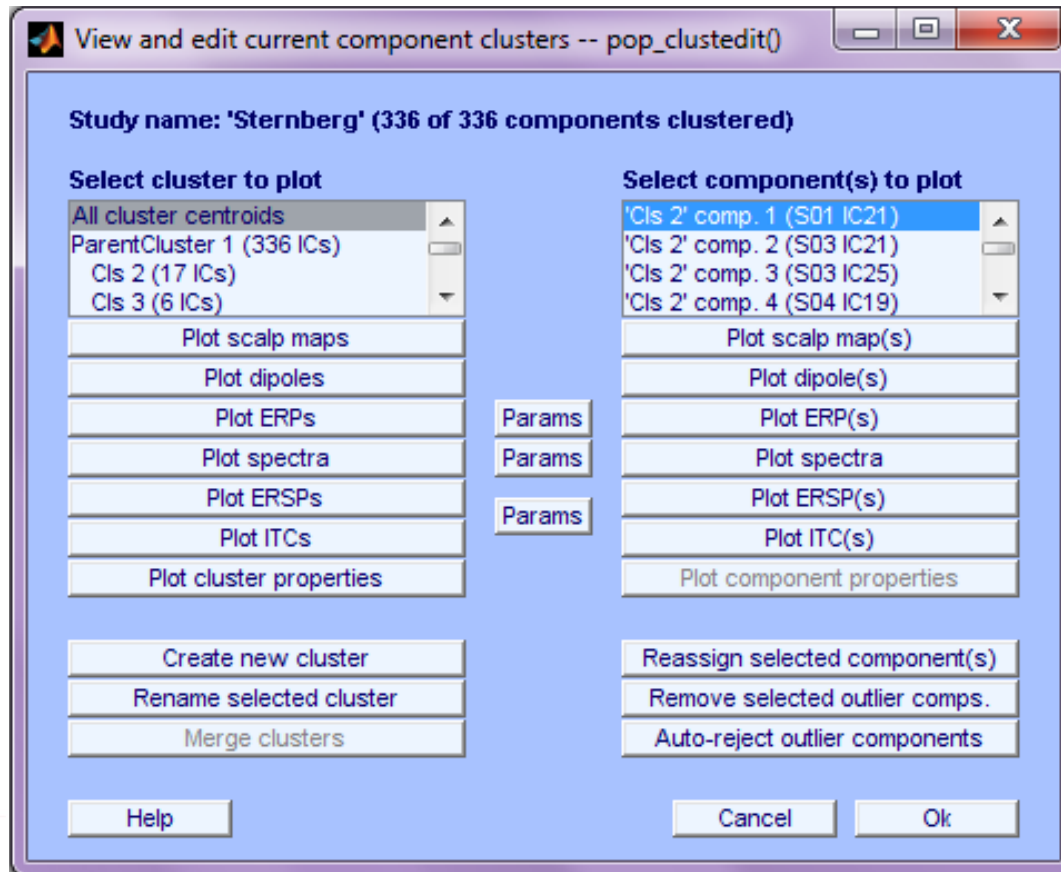 View and edit current component clusters -- pop_clustedit()
Study name: 'Sternberg' (336 of 336 components clustered)
Select cluster to plot
All cluster centroids
ParentCluster 1 (336 ICs)
Cls 2 (17 ICs)
Cls 3 (6 ICs)
Select component(s) to plot
'Cls 2' comp. 1 (S01 IC21)
'Cls 2' comp. 2 (S03 IC21)
'Cls 2' comp. 3 (S03 IC25)
'Cls 2' comp. 4 (S04 IC19)
Plot scalp maps
Plot scalp map(s)
Plot dipoles
Plot dipole(s)
Plot ERPs
Params
Plot ERP(s)
Plot spectra
Params
Plot spectra
Plot ERSPs
Params
Plot ERSP(s)
Plot ITCs
Plot ITC(s)
Plot cluster properties
Plot component properties
Create new cluster
Reassign selected component(s)
Rename selected cluster
Remove selected outlier comps.
Merge clusters
Auto-reject outlier components
Help
Cancel
Ok